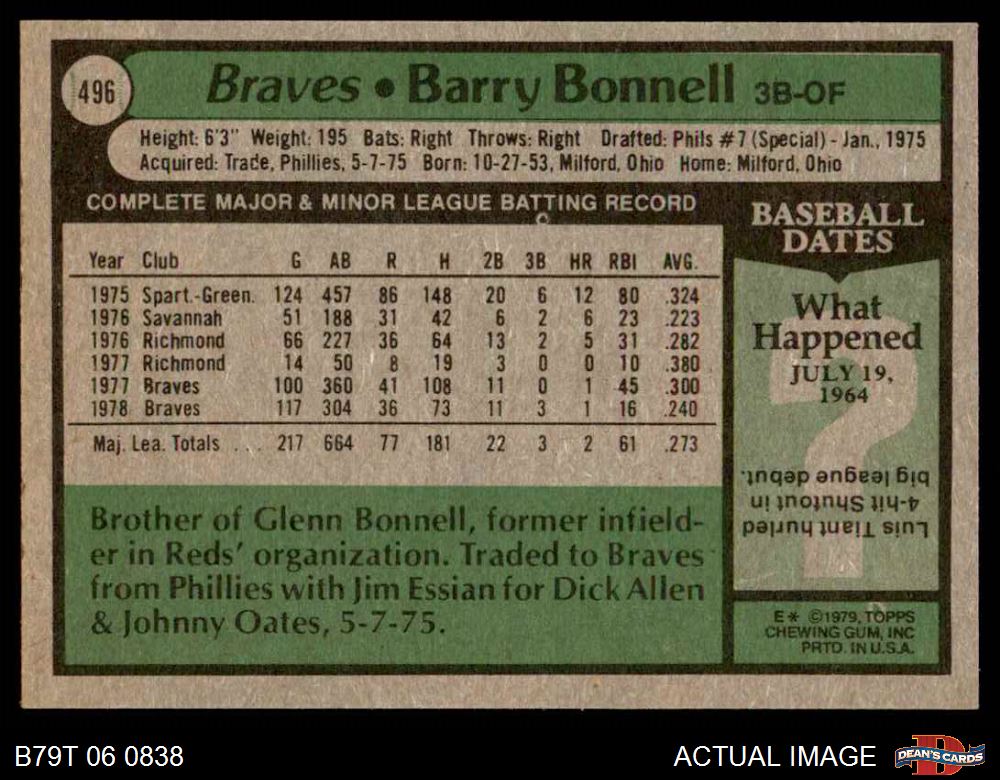 496
Braves • Barry Bonnell 3B-OF
Height: 6'3" Weight: 195 Bats: Right Throws: Right Drafted: Phils #7 (Special) - Jan., 1975
Acquired: Trade, Phillies, 5-7-75 Born: 10-27-53, Milford, Ohio Home: Milford, Ohio
COMPLETE MAJOR & MINOR LEAGUE BATTING RECORD
Year Club G AB R H 2B 3B HR RBI AVG.
1975 Spart.-Green. 124 457 86 148 20 6 12 80 .324
1976 Savannah 51 188 31 42 6 2 6 23 .223
1976 Richmond 66 227 36 64 13 2 5 31 .282
1977 Richmond 14 50 8 19 3 0 0 10 .380
1977 Braves 100 360 41 108 11 0 1 45 .300
1978 Braves 117 304 36 73 11 3 1 16 .240
Maj. Lea. Totals . . . 217 664 77 181 22 3 2 61 .273
Brother of Glenn Bonnell, former infield-
er in Reds' organization. Traded to Braves
from Phillies with Jim Essian for Dick Allen
& Johnny Oates, 5-7-75.
BASEBALL
DATES
What
Happened
JULY 19,
1964
Luis Tiant hurled
4-hit Shutout in
big league debut.
E* ©1979, TOPPS
CHEWING GUM, INC
PRTD. IN U.S.A.
B79T 06 0838
ACTUAL IMAGE
DEAN'S CARDS